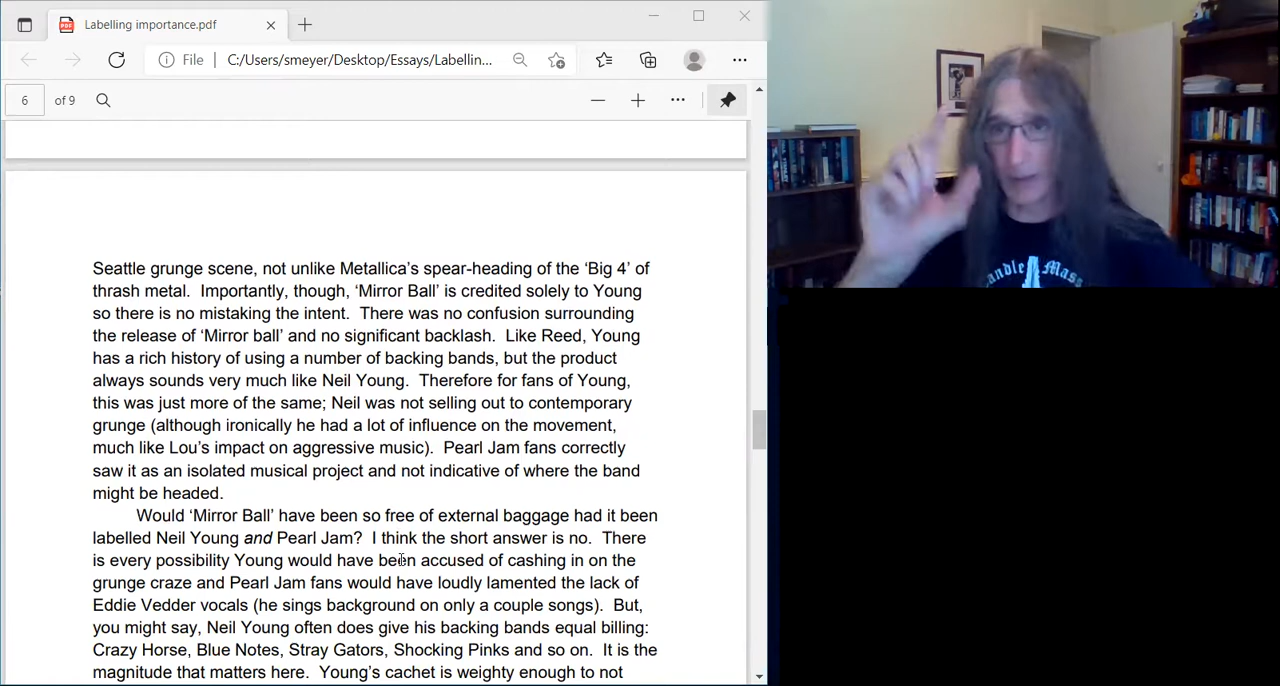 Labelling importance.pdf
File
C:/Users/smeyer/Desktop/Essays/Labellin...
6 of 9
Seattle grunge scene, not unlike Metallica’s spear-heading of the ‘Big 4’ of
thrash metal.  Importantly, though, ‘Mirror Ball’ is credited solely to Young
so there is no mistaking the intent.  There was no confusion surrounding
the release of ‘Mirror ball’ and no significant backlash.  Like Reed, Young
has a rich history of using a number of backing bands, but the product
always sounds very much like Neil Young.  Therefore for fans of Young,
this was just more of the same; Neil was not selling out to contemporary
grunge (although ironically he had a lot of influence on the movement,
much like Lou’s impact on aggressive music).  Pearl Jam fans correctly
saw it as an isolated musical project and not indicative of where the band
might be headed.
Would ‘Mirror Ball’ have been so free of external baggage had it been
labelled Neil Young and Pearl Jam?  I think the short answer is no.  There
is every possibility Young would have been accused of cashing in on the
grunge craze and Pearl Jam fans would have loudly lamented the lack of
Eddie Vedder vocals (he sings background on only a couple songs).  But,
you might say, Neil Young often does give his backing bands equal billing:
Crazy Horse, Blue Notes, Stray Gators, Shocking Pinks and so on.  It is the
magnitude that matters here.  Young’s cachet is weighty enough to not